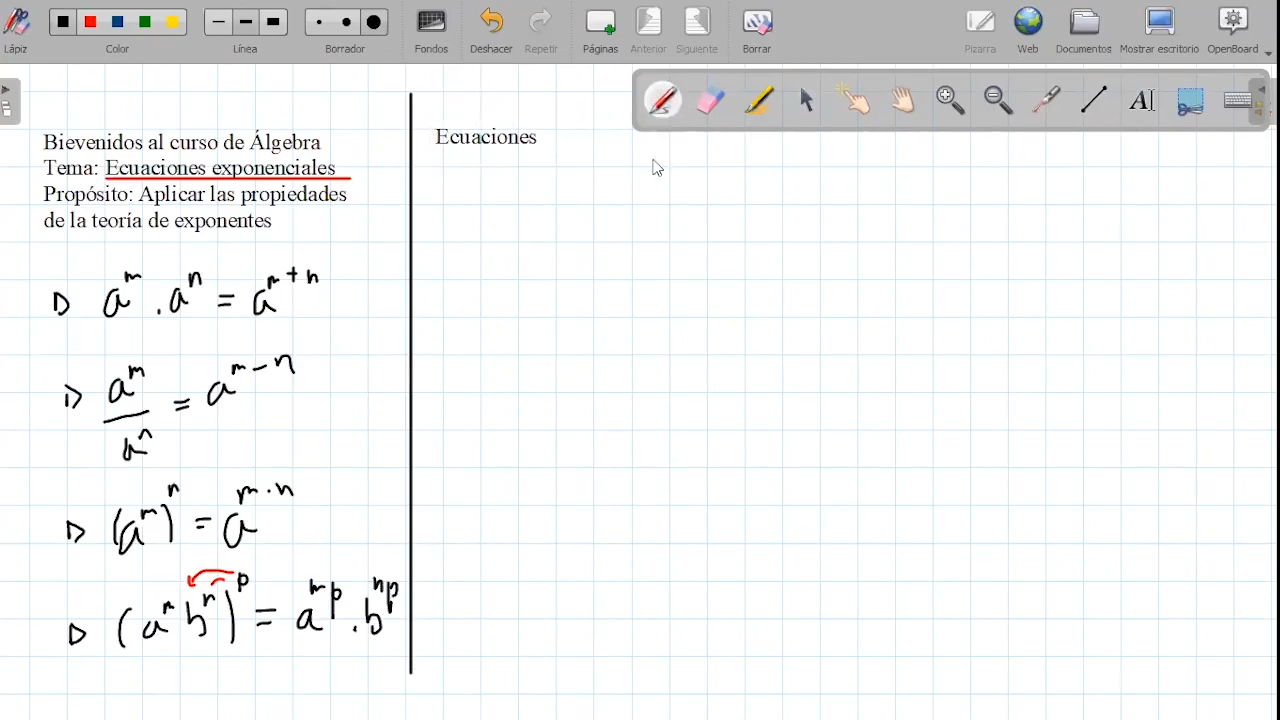 Lápiz Color Línea Borrador Fondos Deshacer Repetir Páginas Anterior Siguiente Borrar Pizarra Web Documentos Mostrar escritorio OpenBoard
Bievenidos al curso de Álgebra
Tema: Ecuaciones exponenciales
Propósito: Aplicar las propiedades
de la teoría de exponentes
a^m . a^n = a^{m+n}
a^m / a^n = a^{m-n}
(a^m)^n = a^{m·n}
(a^m b^n)^p = a^{mp} . b^{np}
Ecuaciones